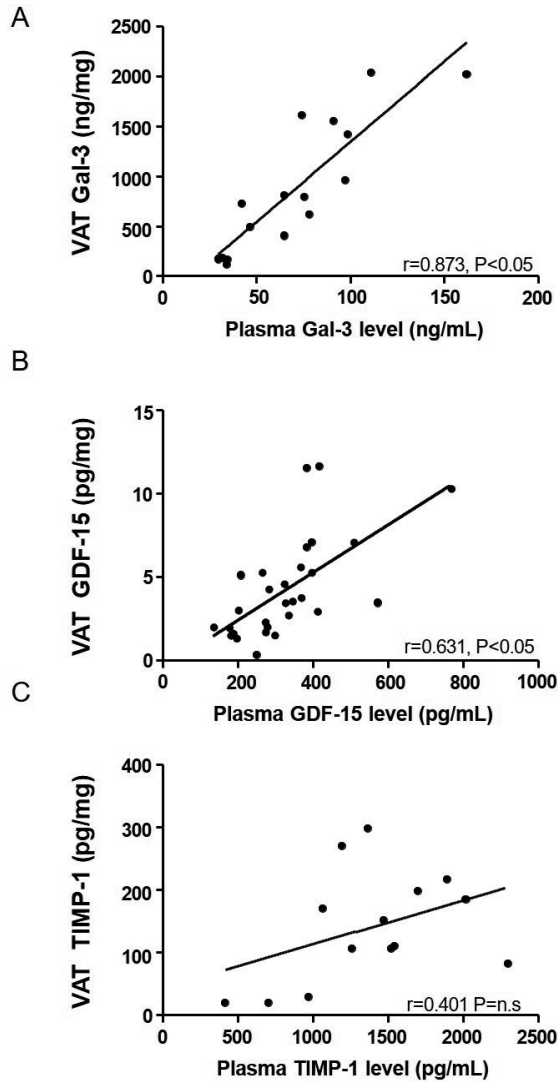 A
VAT Gal-3 (ng/mg)
2500
2000
1500
1000
500
0
r=0.873, P<0.05
0 50 100 150 200
Plasma Gal-3 level (ng/mL)
B
VAT GDF-15 (pg/mg)
15
10
5
0
r=0.631, P<0.05
0 200 400 600 800 1000
Plasma GDF-15 level (pg/mL)
C
VAT TIMP-1 (pg/mg)
400
300
200
100
0
r=0.401 P=n.s
0 500 1000 1500 2000 2500
Plasma TIMP-1 level (pg/mL)